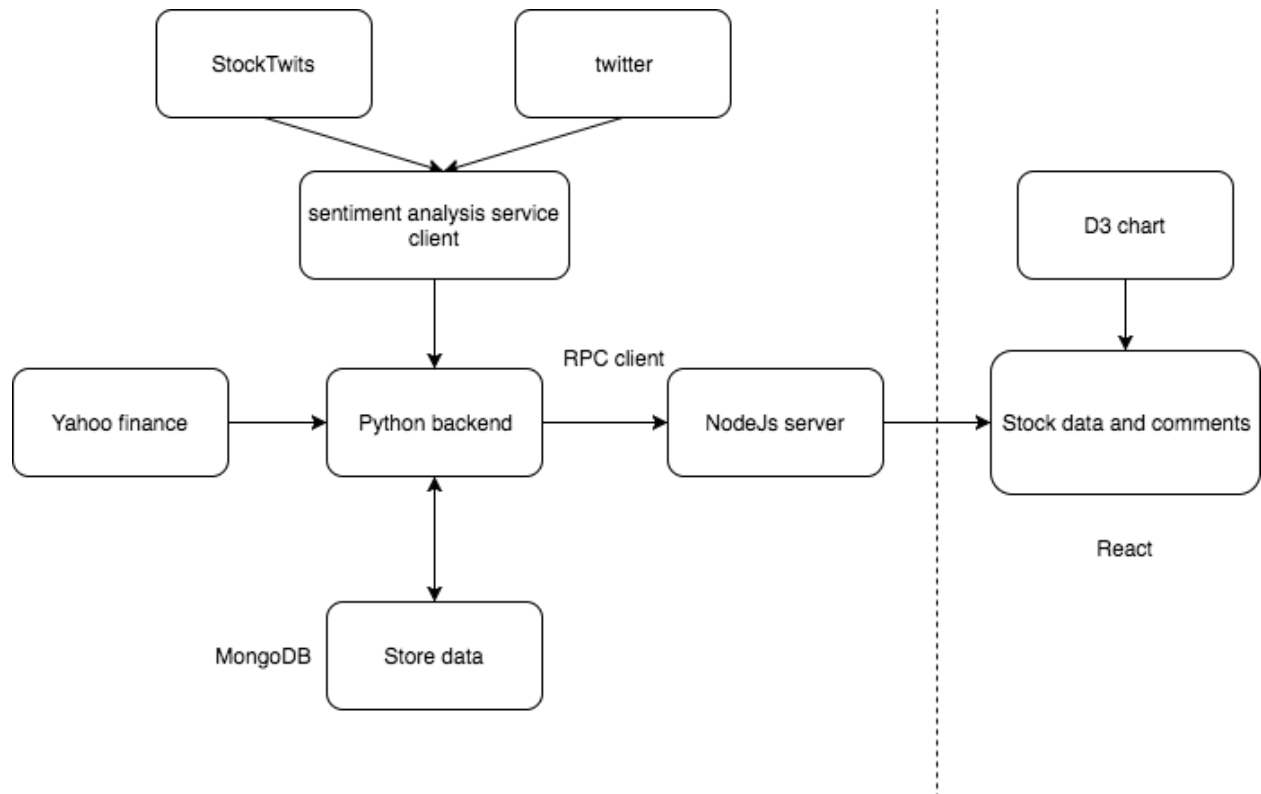 StockTwits
twitter
sentiment analysis service
client
D3 chart
RPC client
Yahoo finance
Python backend
NodeJs server
Stock data and comments
React
MongoDB
Store data